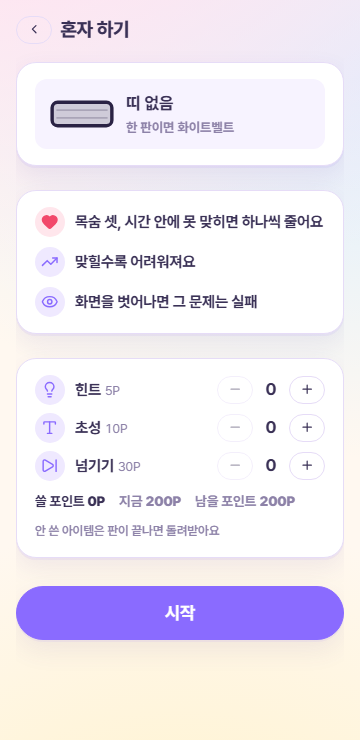 혼자 하기
띠 없음
한 판이면 화이트벨트
목숨 셋, 시간 안에 못 맞히면 하나씩 줄어요
맞힐수록 어려워져요
화면을 벗어나면 그 문제는 실패
힌트 5P − 0 +
초성 10P − 0 +
넘기기 30P − 0 +
쓸 포인트 0P 지금 200P 남을 포인트 200P
안 쓴 아이템은 판이 끝나면 돌려받아요
시작